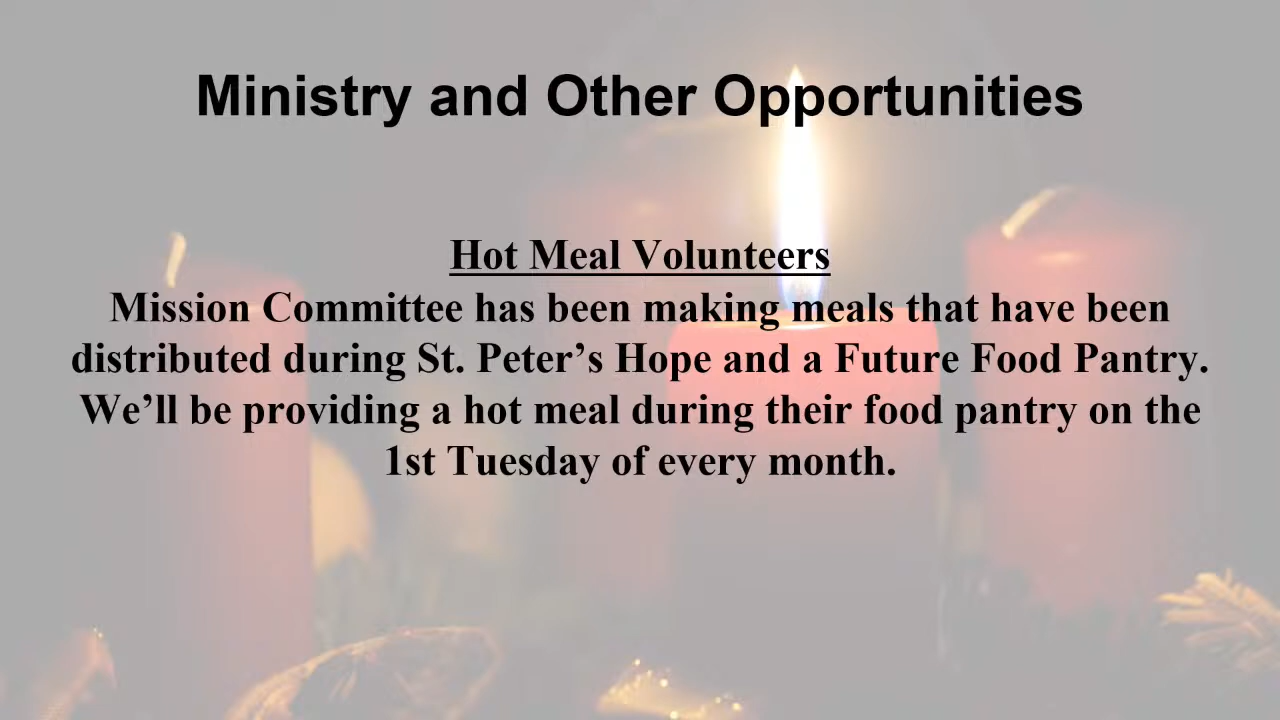 Ministry and Other Opportunities
Hot Meal Volunteers
Mission Committee has been making meals that have been
distributed during St. Peter’s Hope and a Future Food Pantry.
We’ll be providing a hot meal during their food pantry on the
1st Tuesday of every month.